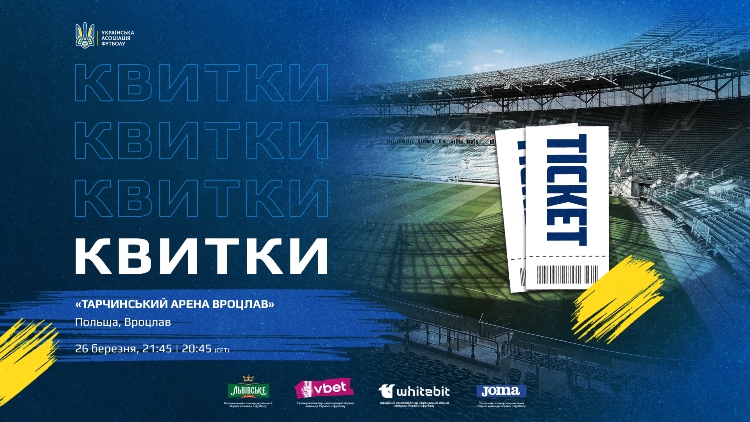 УКРАЇНСЬКА
АСОЦІАЦІЯ
ФУТБОЛУ
КВИТКИ
КВИТКИ
КВИТКИ
КВИТКИ
TICKET
«ТАРЧИНСЬКИЙ АРЕНА ВРОЦЛАВ»
Польща, Вроцлав
26 березня, 21:45 | 20:45 (CET)
ЛЬВІВСЬКЕ
vbet
whitebit
Joma